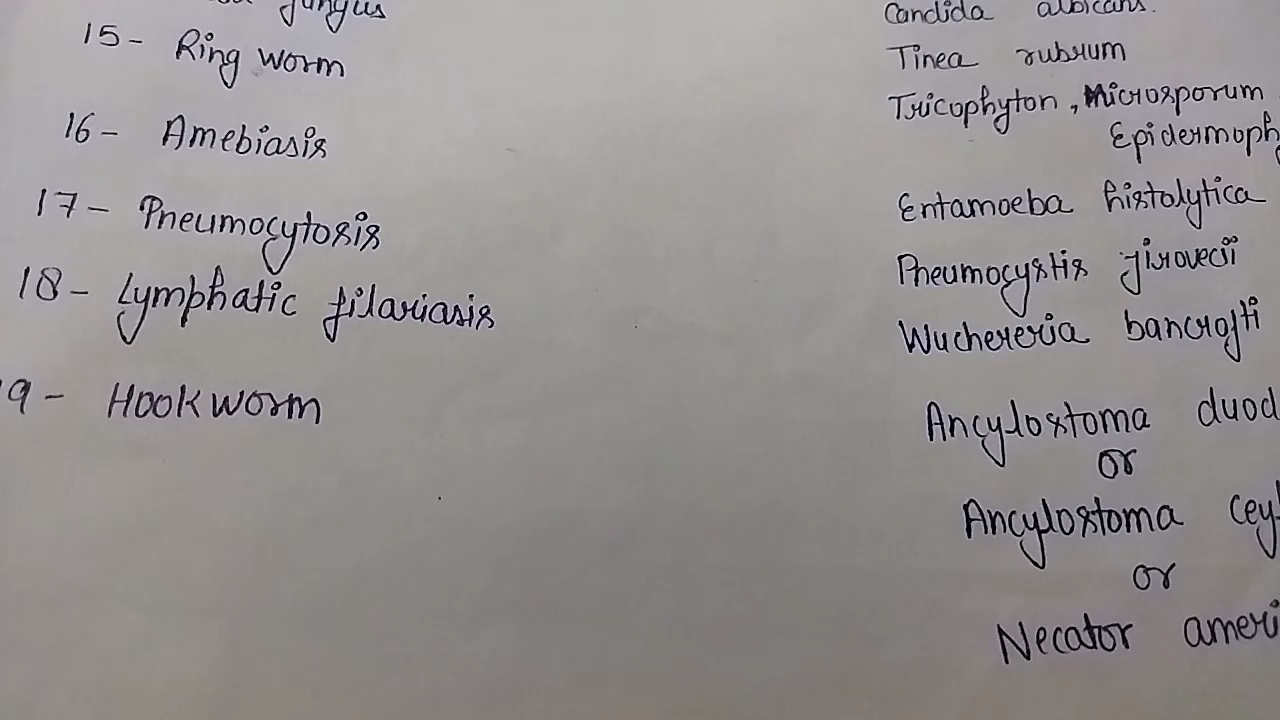 fungus
Candida albicans.
15- Ring worm
Tinea rubrum
Tricophyton, Microsporum
Epidermoph
16- Amebiasis
Entamoeba histolytica
17- Pneumocytosis
Pneumocystis jirovecii
18- Lymphatic filariasis
Wuchereria bancrofti
9- Hookworm
Ancylostoma duod
or
Ancylostoma cey
or
Necator ameri